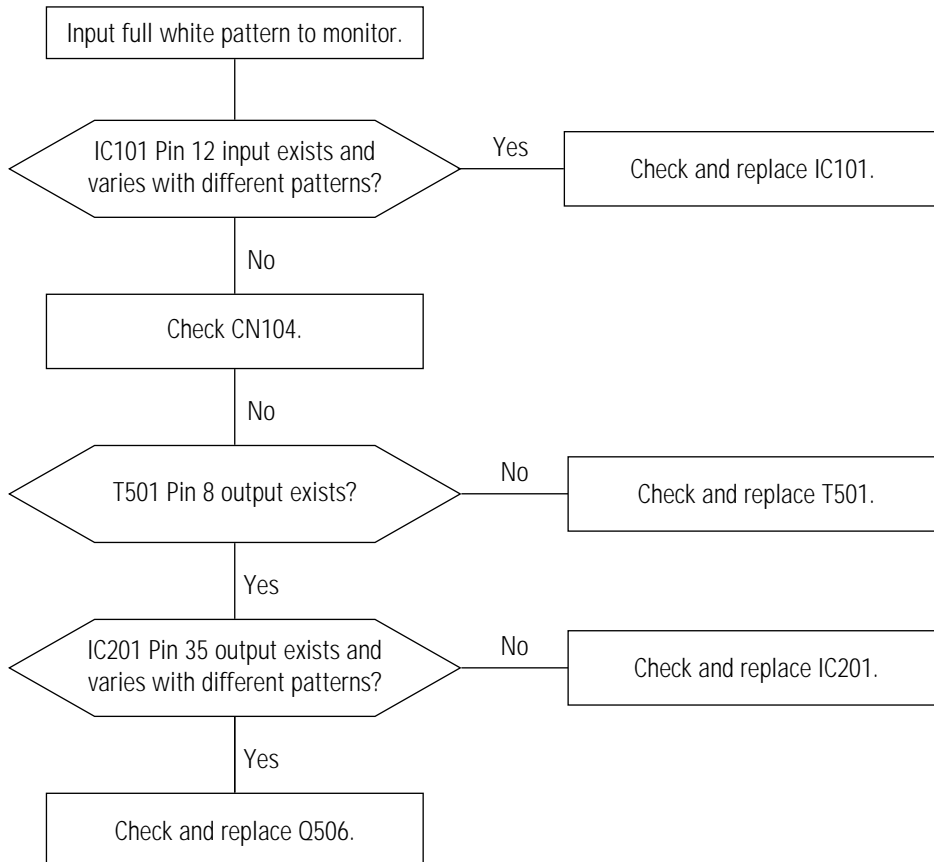 Input full white pattern to monitor.
IC101 Pin 12 input exists and
varies with different patterns?
Yes
Check and replace IC101.
No
Check CN104.
No
T501 Pin 8 output exists?
No
Check and replace T501.
Yes
IC201 Pin 35 output exists and
varies with different patterns?
No
Check and replace IC201.
Yes
Check and replace Q506.